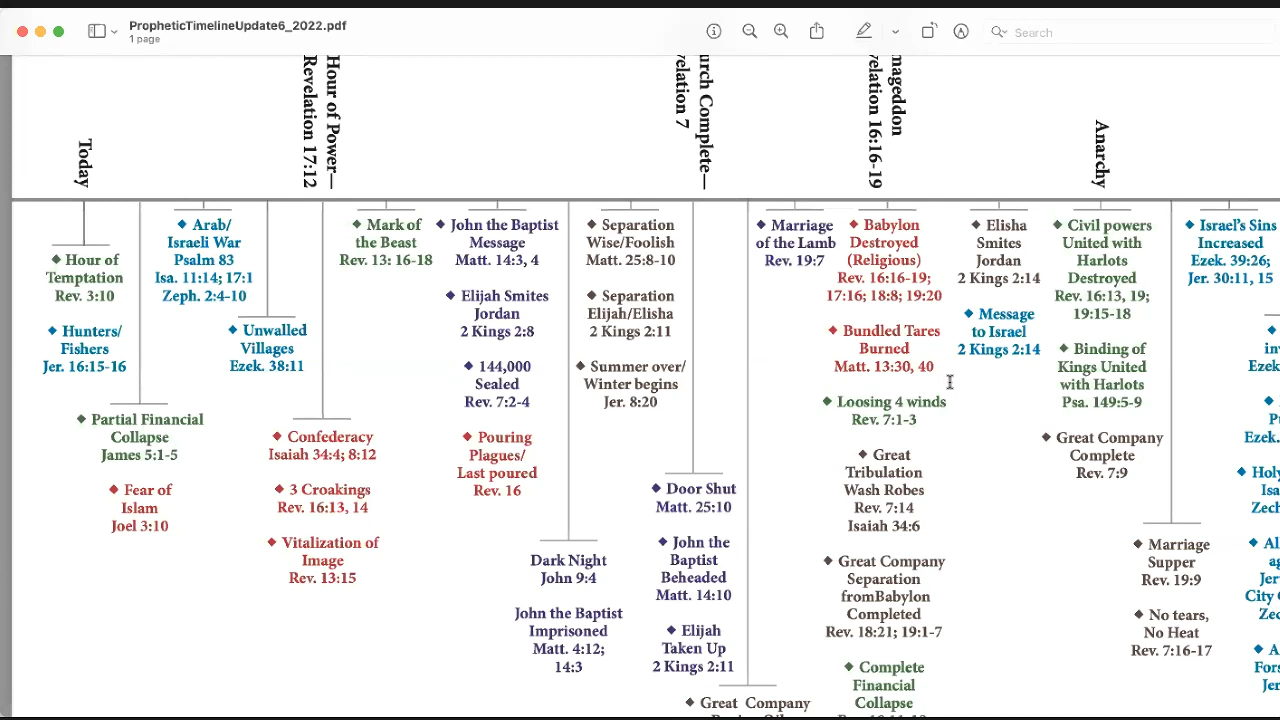 PropheticTimelineUpdate6_2022.pdf
1 page
Search
Today
Hour of Power—
Revelation 17:12
Church Complete—
Revelation 7
Armageddon
Revelation 16:16-19
Anarchy
◆ Hour of
Temptation
Rev. 3:10
◆ Hunters/
Fishers
Jer. 16:15-16
◆ Partial Financial
Collapse
James 5:1-5
◆ Fear of
Islam
Joel 3:10
◆ Arab/
Israeli War
Psalm 83
Isa. 11:14; 17:1
Zeph. 2:4-10
◆ Unwalled
Villages
Ezek. 38:11
◆ Confederacy
Isaiah 34:4; 8:12
◆ 3 Croakings
Rev. 16:13, 14
◆ Vitalization of
Image
Rev. 13:15
◆ Mark of
the Beast
Rev. 13: 16-18
◆ John the Baptist
Message
Matt. 14:3, 4
◆ Elijah Smites
Jordan
2 Kings 2:8
◆ 144,000
Sealed
Rev. 7:2-4
◆ Pouring
Plagues/
Last poured
Rev. 16
Dark Night
John 9:4
John the Baptist
Imprisoned
Matt. 4:12;
14:3
◆ Separation
Wise/Foolish
Matt. 25:8-10
◆ Separation
Elijah/Elisha
2 Kings 2:11
◆ Summer over/
Winter begins
Jer. 8:20
◆ Door Shut
Matt. 25:10
◆ John the
Baptist
Beheaded
Matt. 14:10
◆ Elijah
Taken Up
2 Kings 2:11
◆ Great Company
◆ Marriage
of the Lamb
Rev. 19:7
◆ Babylon
Destroyed
(Religious)
Rev. 16:16-19;
17:16; 18:8; 19:20
◆ Bundled Tares
Burned
Matt. 13:30, 40
◆ Loosing 4 winds
Rev. 7:1-3
◆ Great
Tribulation
Wash Robes
Rev. 7:14
Isaiah 34:6
◆ Great Company
Separation
fromBabylon
Completed
Rev. 18:21; 19:1-7
◆ Complete
Financial
Collapse
◆ Elisha
Smites
Jordan
2 Kings 2:14
◆ Message
to Israel
2 Kings 2:14
◆ Civil powers
United with
Harlots
Destroyed
Rev. 16:13, 19;
19:15-18
◆ Binding of
Kings United
with Harlots
Psa. 149:5-9
◆ Great Company
Complete
Rev. 7:9
◆ Marriage
Supper
Rev. 19:9
◆ No tears,
No Heat
Rev. 7:16-17
◆ Israel's Sins
Increased
Ezek. 39:26;
Jer. 30:11, 15